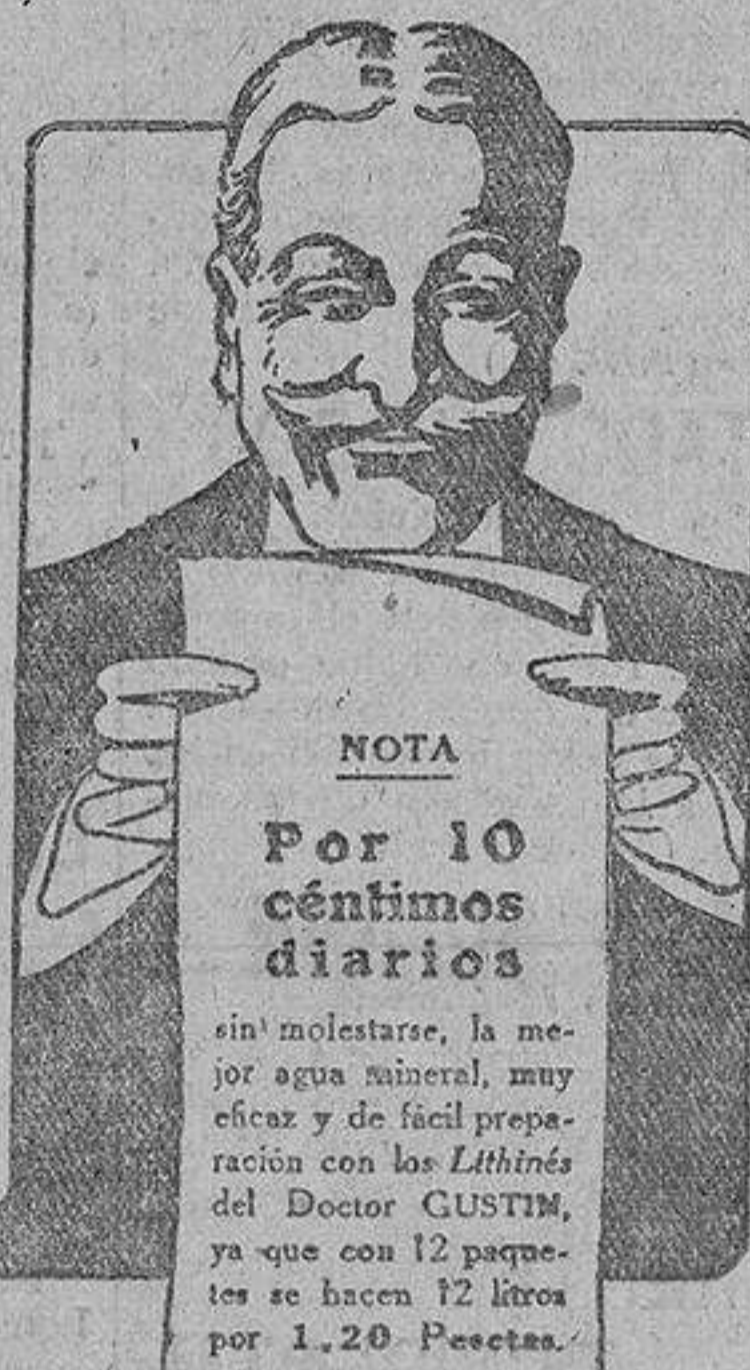 NOTA
Por 10
céntimos
diarios
sin molestarse, la me-
jor agua mineral, muy
eficaz y de fácil prepa-
ración con los Lithinés
del Doctor GUSTIN,
ya que con 12 paque-
tes se hacen 12 litros
por 1,20 Pesetas.